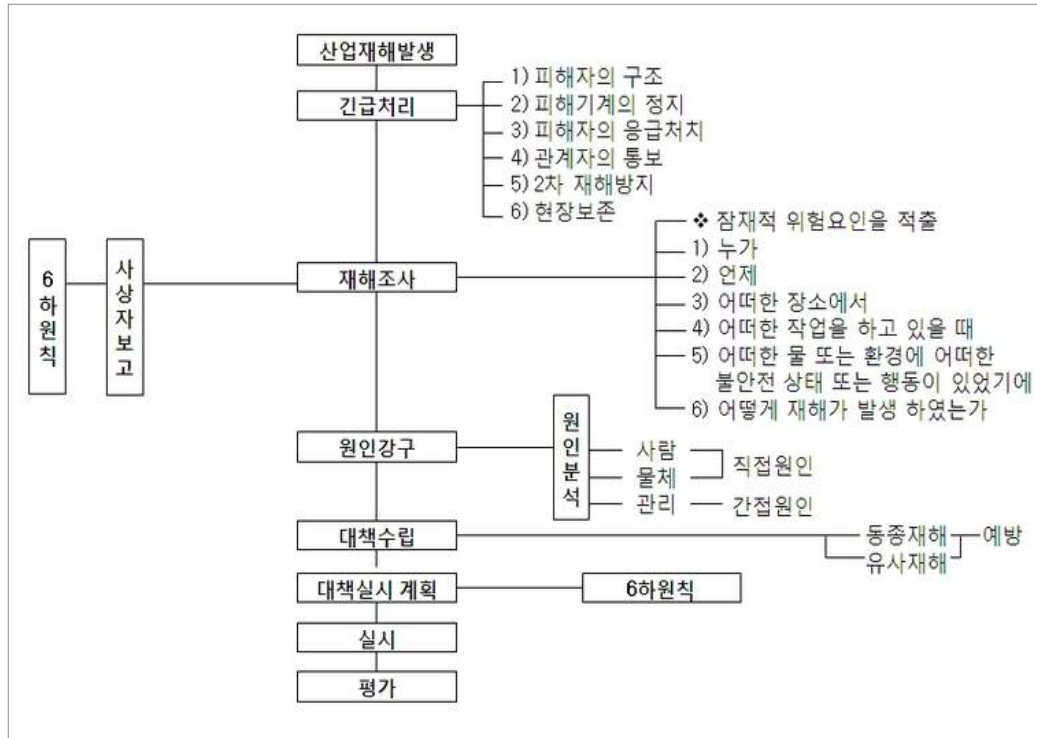 산업재해발생
긴급처리
1) 피해자의 구조
2) 피해기계의 정지
3) 피해자의 응급처치
4) 관계자의 통보
5) 2차 재해방지
6) 현장보존
6하원칙
사상자보고
재해조사
❖ 잠재적 위험요인을 적출
1) 누가
2) 언제
3) 어떠한 장소에서
4) 어떠한 작업을 하고 있을 때
5) 어떠한 물 또는 환경에 어떠한
불안전 상태 또는 행동이 있었기에
6) 어떻게 재해가 발생 하였는가
원인강구
원인분석
사람
물체
직접원인
관리
간접원인
대책수립
동종재해
유사재해
예방
대책실시 계획
6하원칙
실시
평가